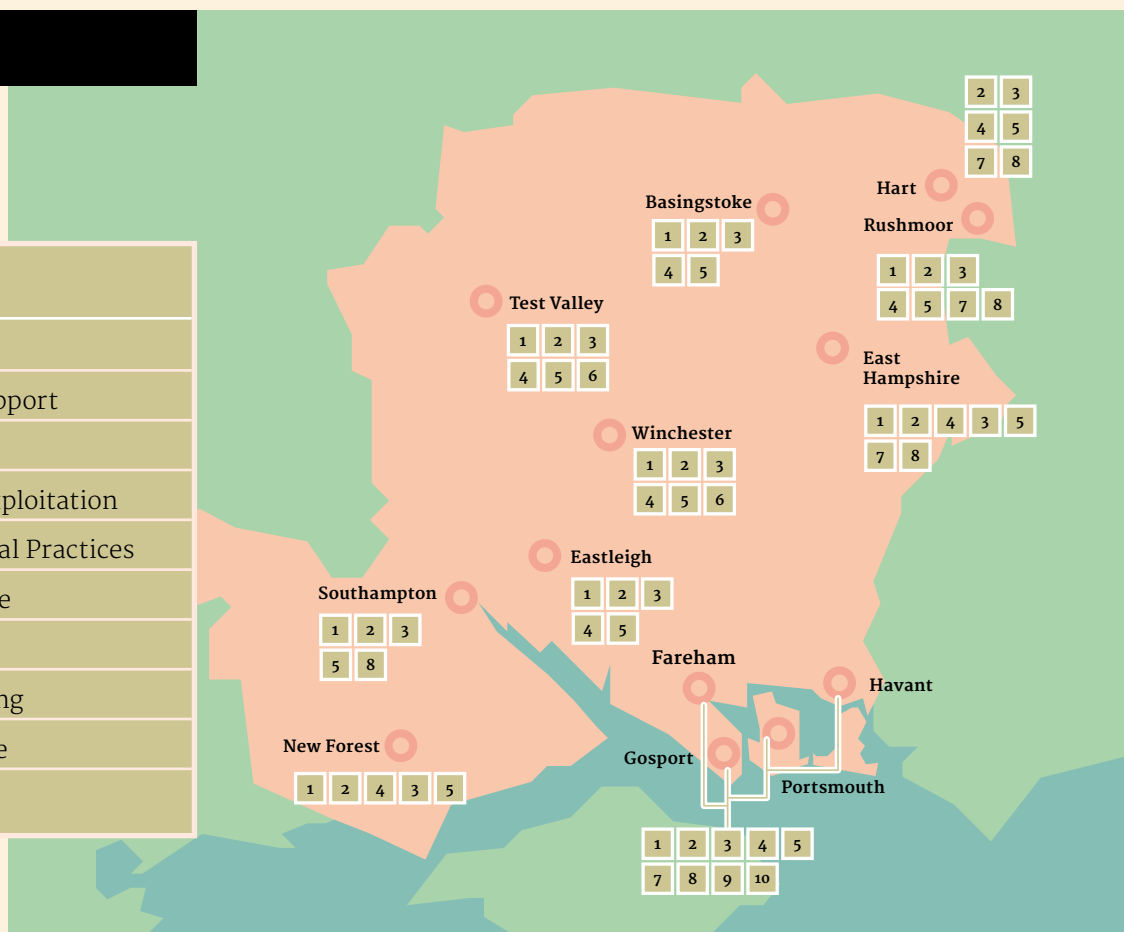 pport
ploitation
al Practices
e
ng
e
2 3
4 5
7 8
Hart
Basingstoke
1 2 3
4 5
Rushmoor
1 2 3
4 5 7 8
Test Valley
1 2 3
4 5 6
East
Hampshire
1 2 4 3 5
7 8
Winchester
1 2 3
4 5 6
Eastleigh
1 2 3
4 5
Southampton
1 2 3
5 8
Fareham
Havant
New Forest
1 2 4 3 5
Gosport
Portsmouth
1 2 3 4 5
7 8 9 10